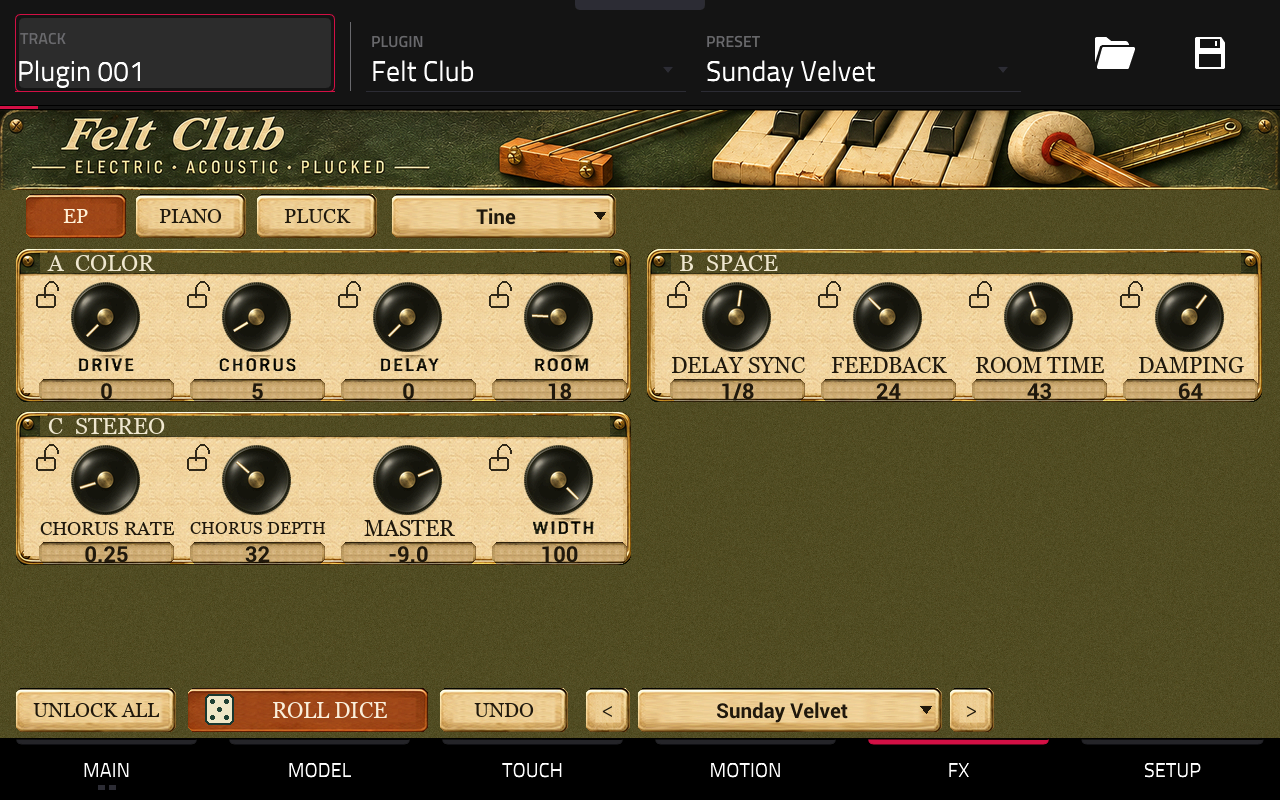 TRACK
Plugin 001
PLUGIN
Felt Club
PRESET
Sunday Velvet
Felt Club
ELECTRIC · ACOUSTIC · PLUCKED
EP
PIANO
PLUCK
Tine
A COLOR
DRIVE
CHORUS
DELAY
ROOM
0
5
0
18
B SPACE
DELAY SYNC
FEEDBACK
ROOM TIME
DAMPING
1/8
24
43
64
C STEREO
CHORUS RATE
CHORUS DEPTH
MASTER
WIDTH
0.25
32
-9.0
100
UNLOCK ALL
ROLL DICE
UNDO
<
Sunday Velvet
>
MAIN
MODEL
TOUCH
MOTION
FX
SETUP